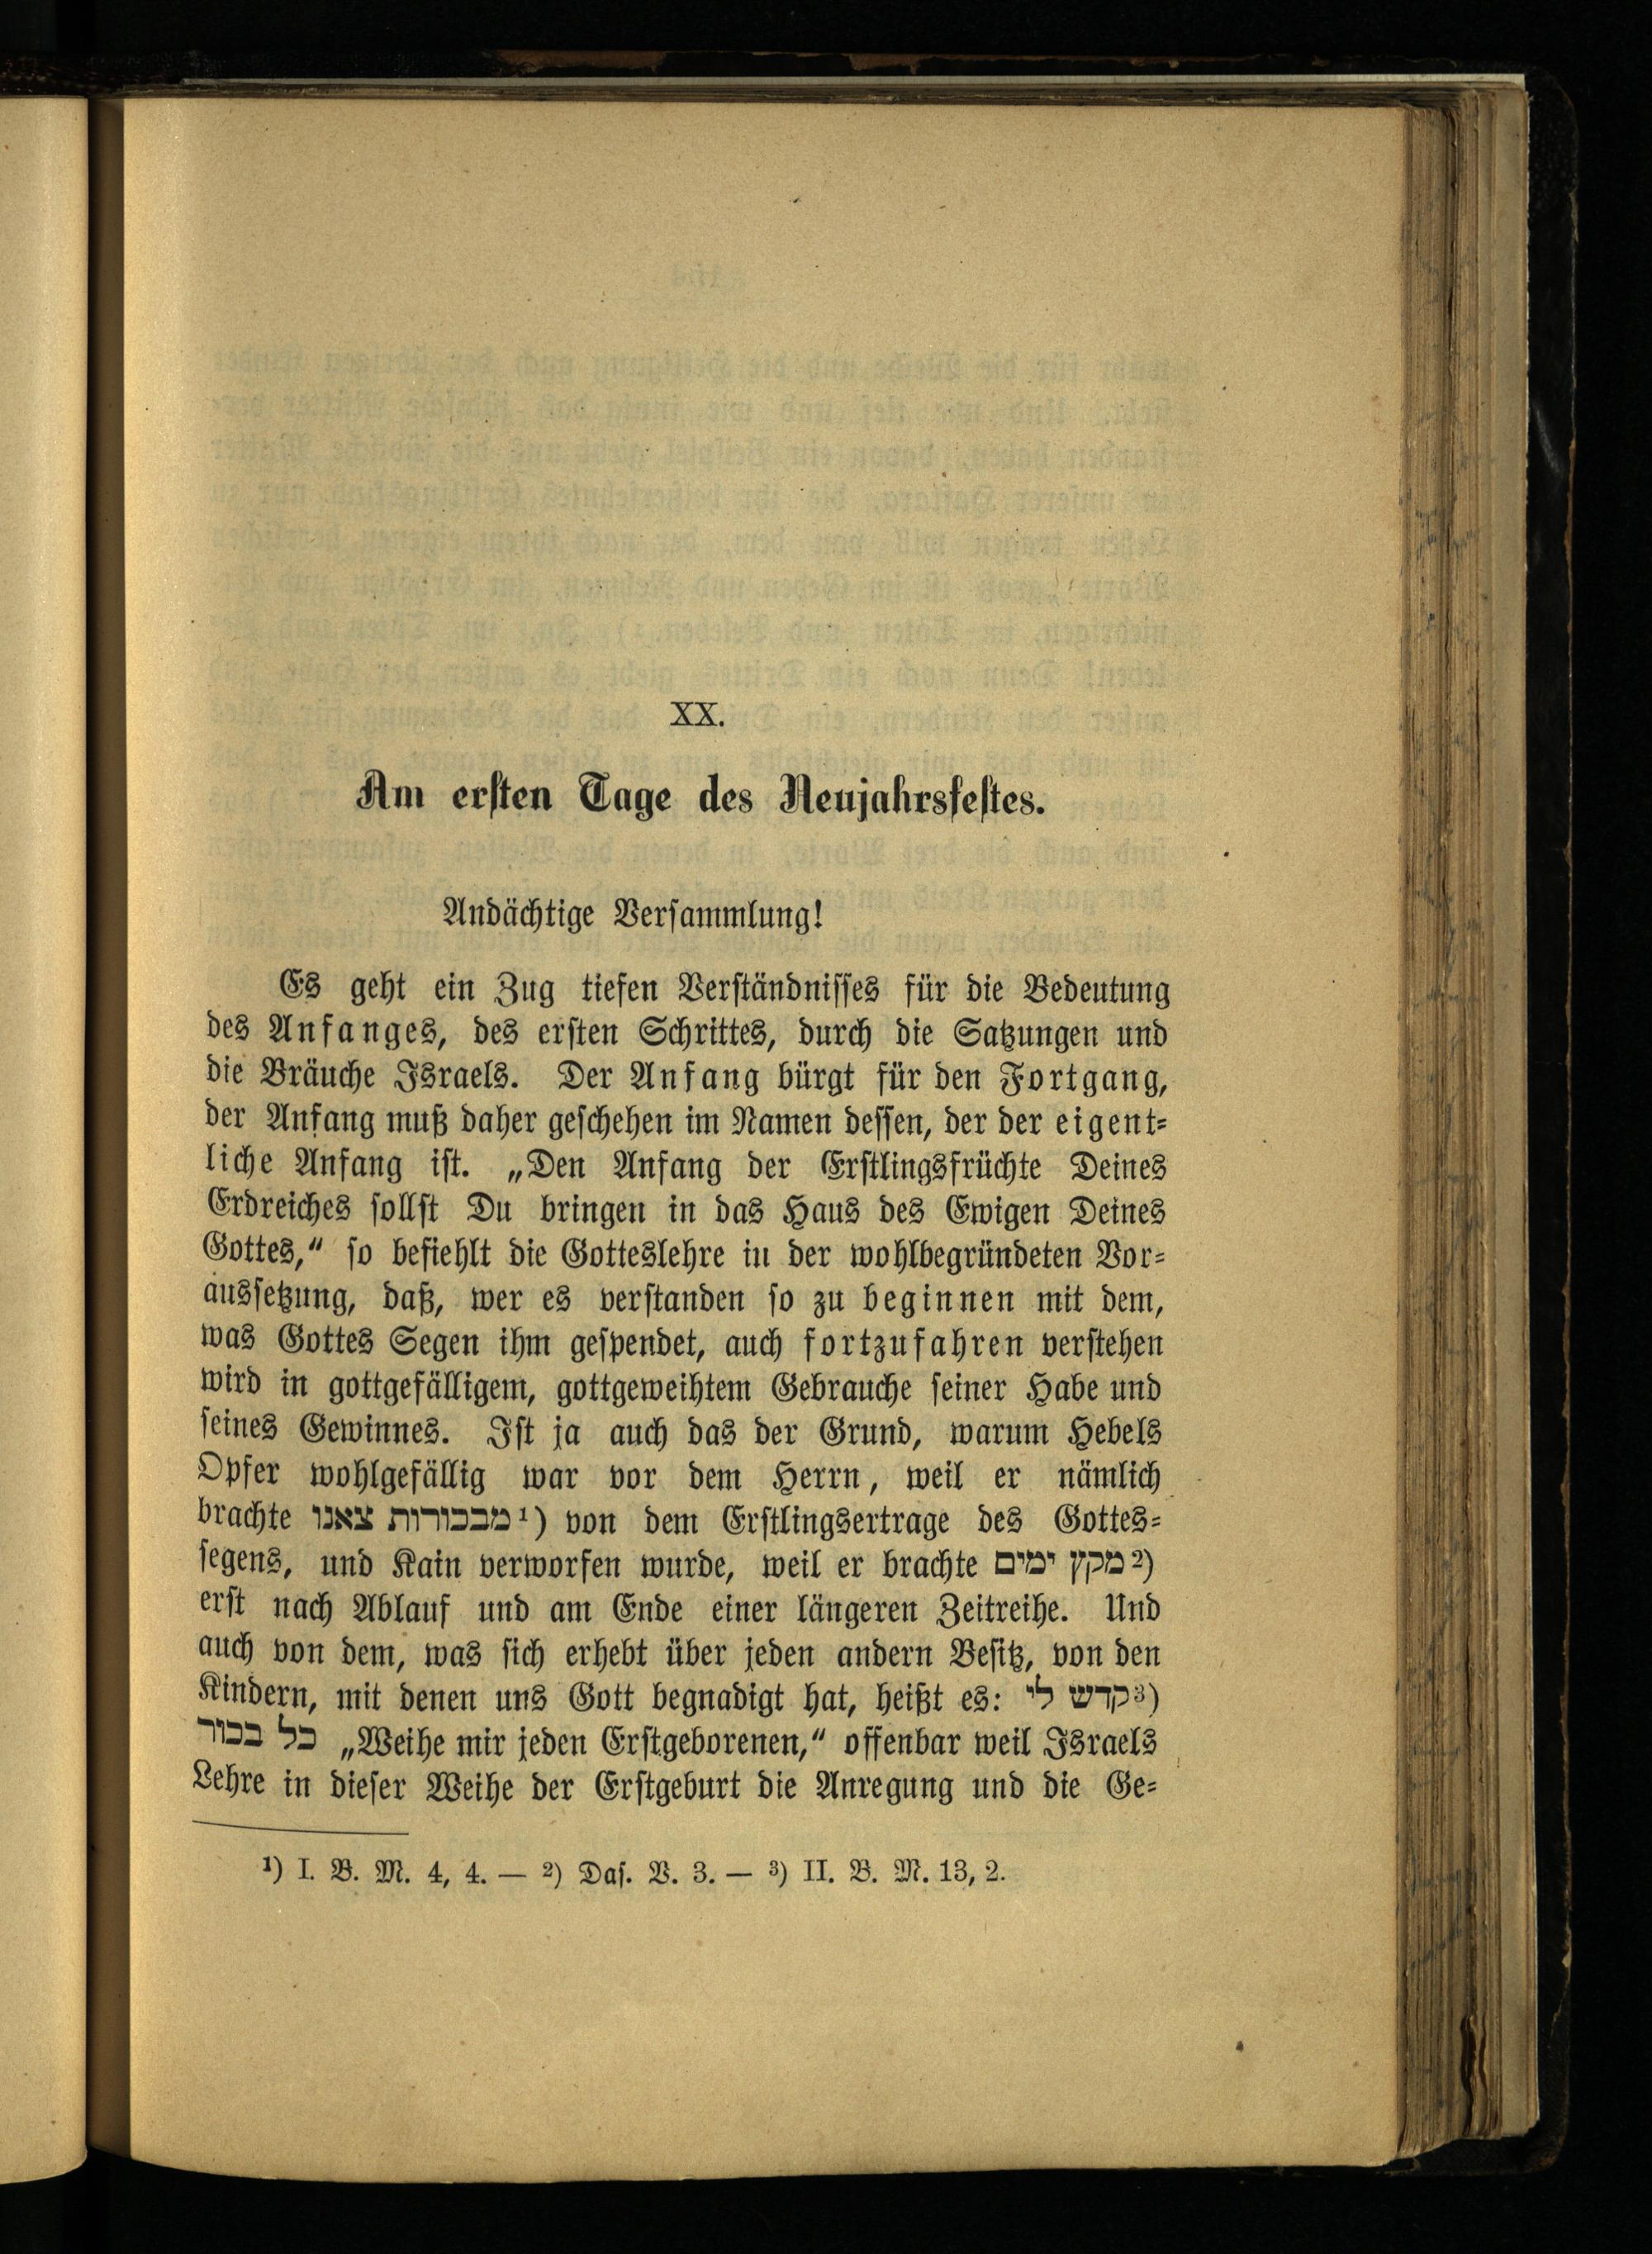 XX.
Am ersten Tage des Neujahrsfestes.
Andächtige Versammlung!
Es geht ein Zug tiefen Verständnisses für die Bedeutung
des Anfanges, des ersten Schrittes, durch die Satzungen und
die Bräuche Israels. Der Anfang bürgt für den Fortgang,
der Anfang muß daher geschehen im Namen dessen, der der eigent-
liche Anfang ist. „Den Anfang der Erstlingsfrüchte Deines
Erdreiches sollst Du bringen in das Haus des Ewigen Deines
Gottes,“ so befiehlt die Gotteslehre in der wohlbegründeten Vor-
aussetzung, daß, wer es verstanden so zu beginnen mit dem,
was Gottes Segen ihm gespendet, auch fortzufahren verstehen
wird in gottgefälligem, gottgeweihtem Gebrauche seiner Habe und
seines Gewinnes. Ist ja auch das der Grund, warum Hebels
Opfer wohlgefällig war vor dem Herrn, weil er nämlich
brachte מבכורות צאנו ¹) von dem Erstlingsertrage des Gottes-
segens, und Kain verworfen wurde, weil er brachte מקץ ימים ²)
erst nach Ablauf und am Ende einer längeren Zeitreihe. Und
auch von dem, was sich erhebt über jeden andern Besitz, von den
Kindern, mit denen uns Gott begnadigt hat, heißt es: קדש לי ³)
כל בכור „Weihe mir jeden Erstgeborenen,“ offenbar weil Israels
Lehre in dieser Weihe der Erstgeburt die Anregung und die Ge-
¹) I. B. M. 4, 4. — ²) Das. V. 3. — ³) II. B. M. 13, 2.